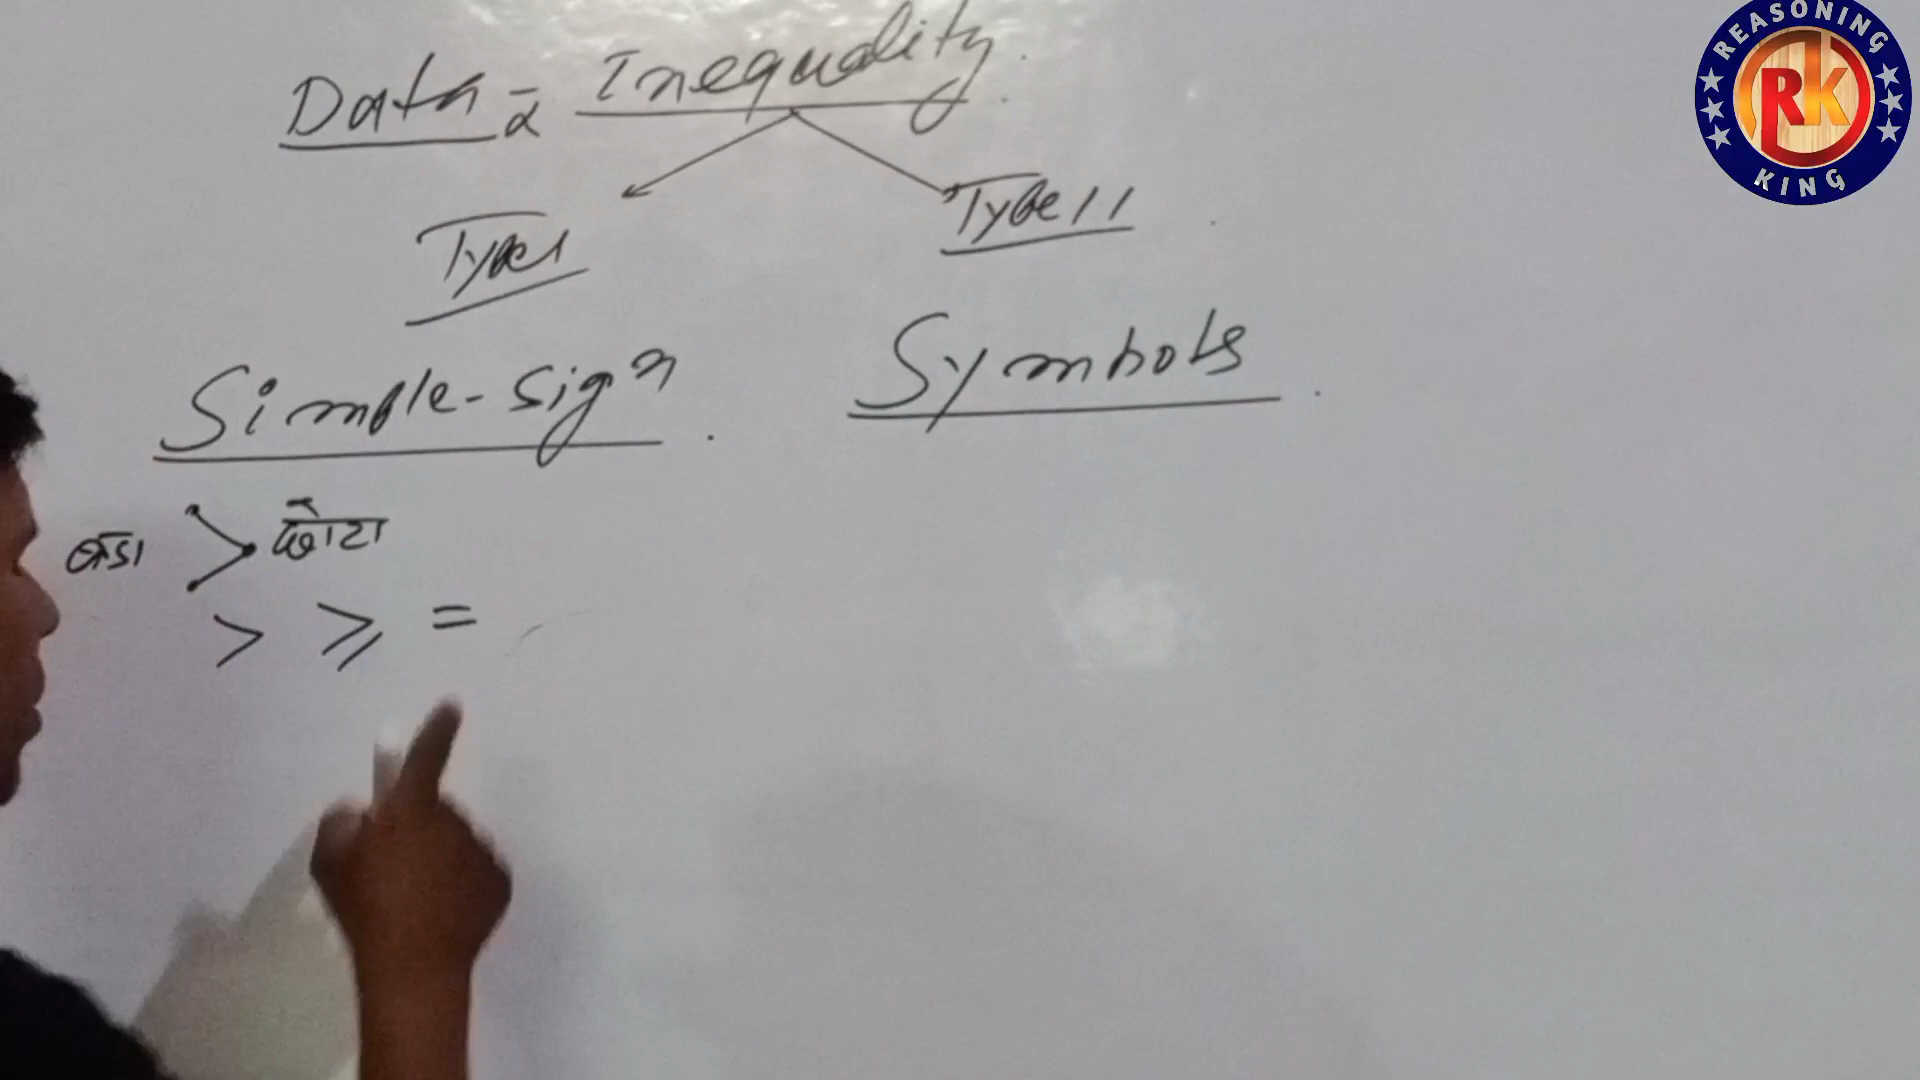 Data = Inequality.
Type I Type II
Simple-Sign. Symbols.
बडा > छोटा
> ≥ =
REASONING
RK
KING